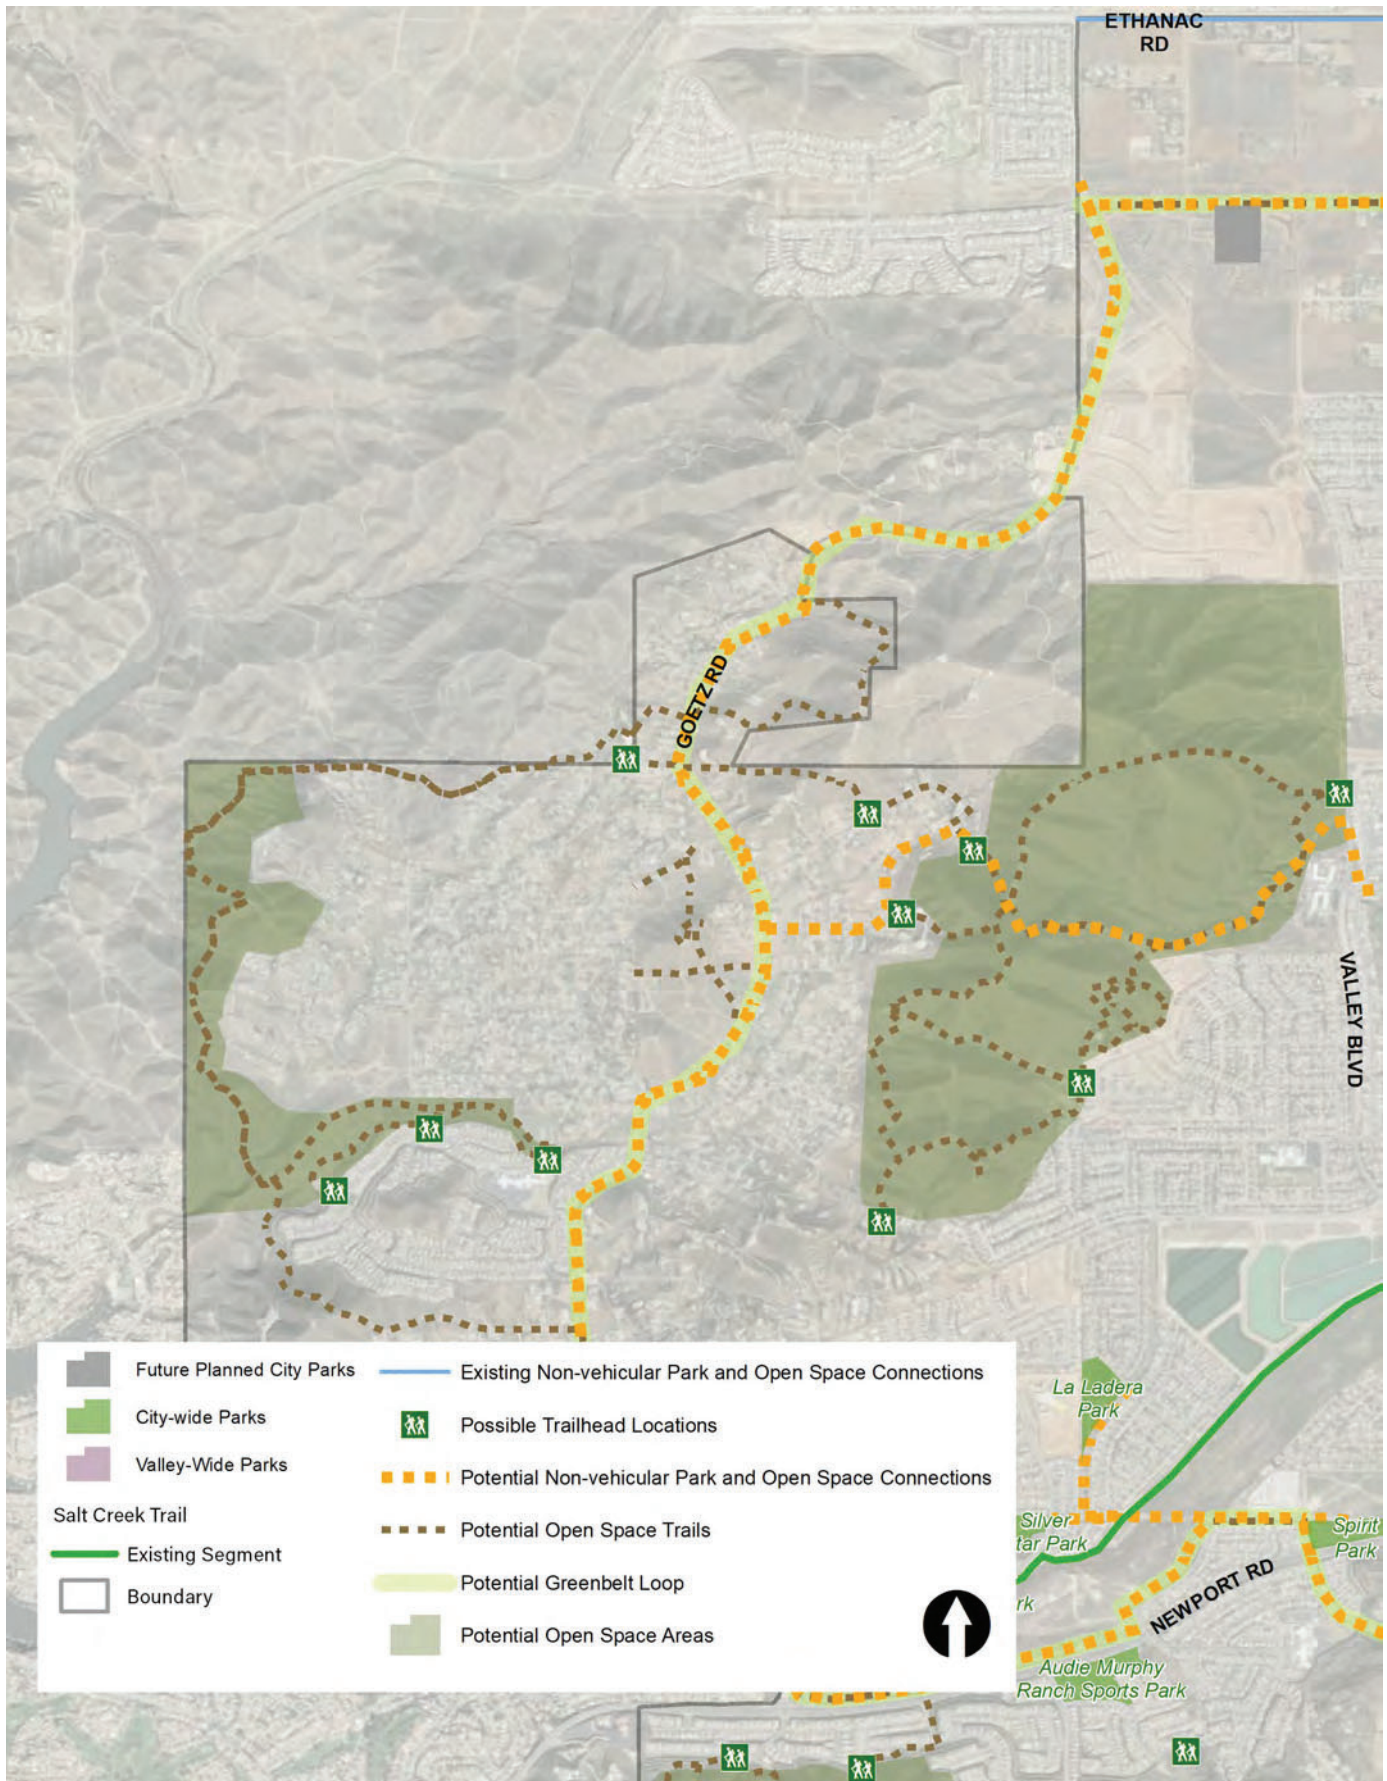 ETHANAC
RD
GOETZ RD
VALLEY BLVD
La Ladera
Park
Silver
tar Park
Spirit
Park
rk
NEWPORT RD
Audie Murphy
Ranch Sports Park
Future Planned City Parks
City-wide Parks
Valley-Wide Parks
Salt Creek Trail
Existing Segment
Boundary
Existing Non-vehicular Park and Open Space Connections
Possible Trailhead Locations
Potential Non-vehicular Park and Open Space Connections
Potential Open Space Trails
Potential Greenbelt Loop
Potential Open Space Areas